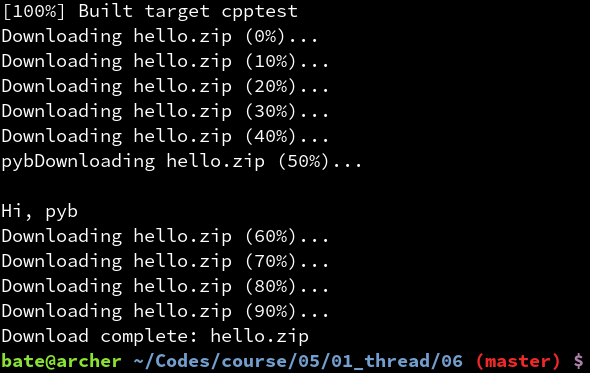 [100%] Built target cpptest
Downloading hello.zip (0%)...
Downloading hello.zip (10%)...
Downloading hello.zip (20%)...
Downloading hello.zip (30%)...
Downloading hello.zip (40%)...
pybDownloading hello.zip (50%)...

Hi, pyb
Downloading hello.zip (60%)...
Downloading hello.zip (70%)...
Downloading hello.zip (80%)...
Downloading hello.zip (90%)...
Download complete: hello.zip
bate@archer ~/Codes/course/05/01_thread/06 (master) $